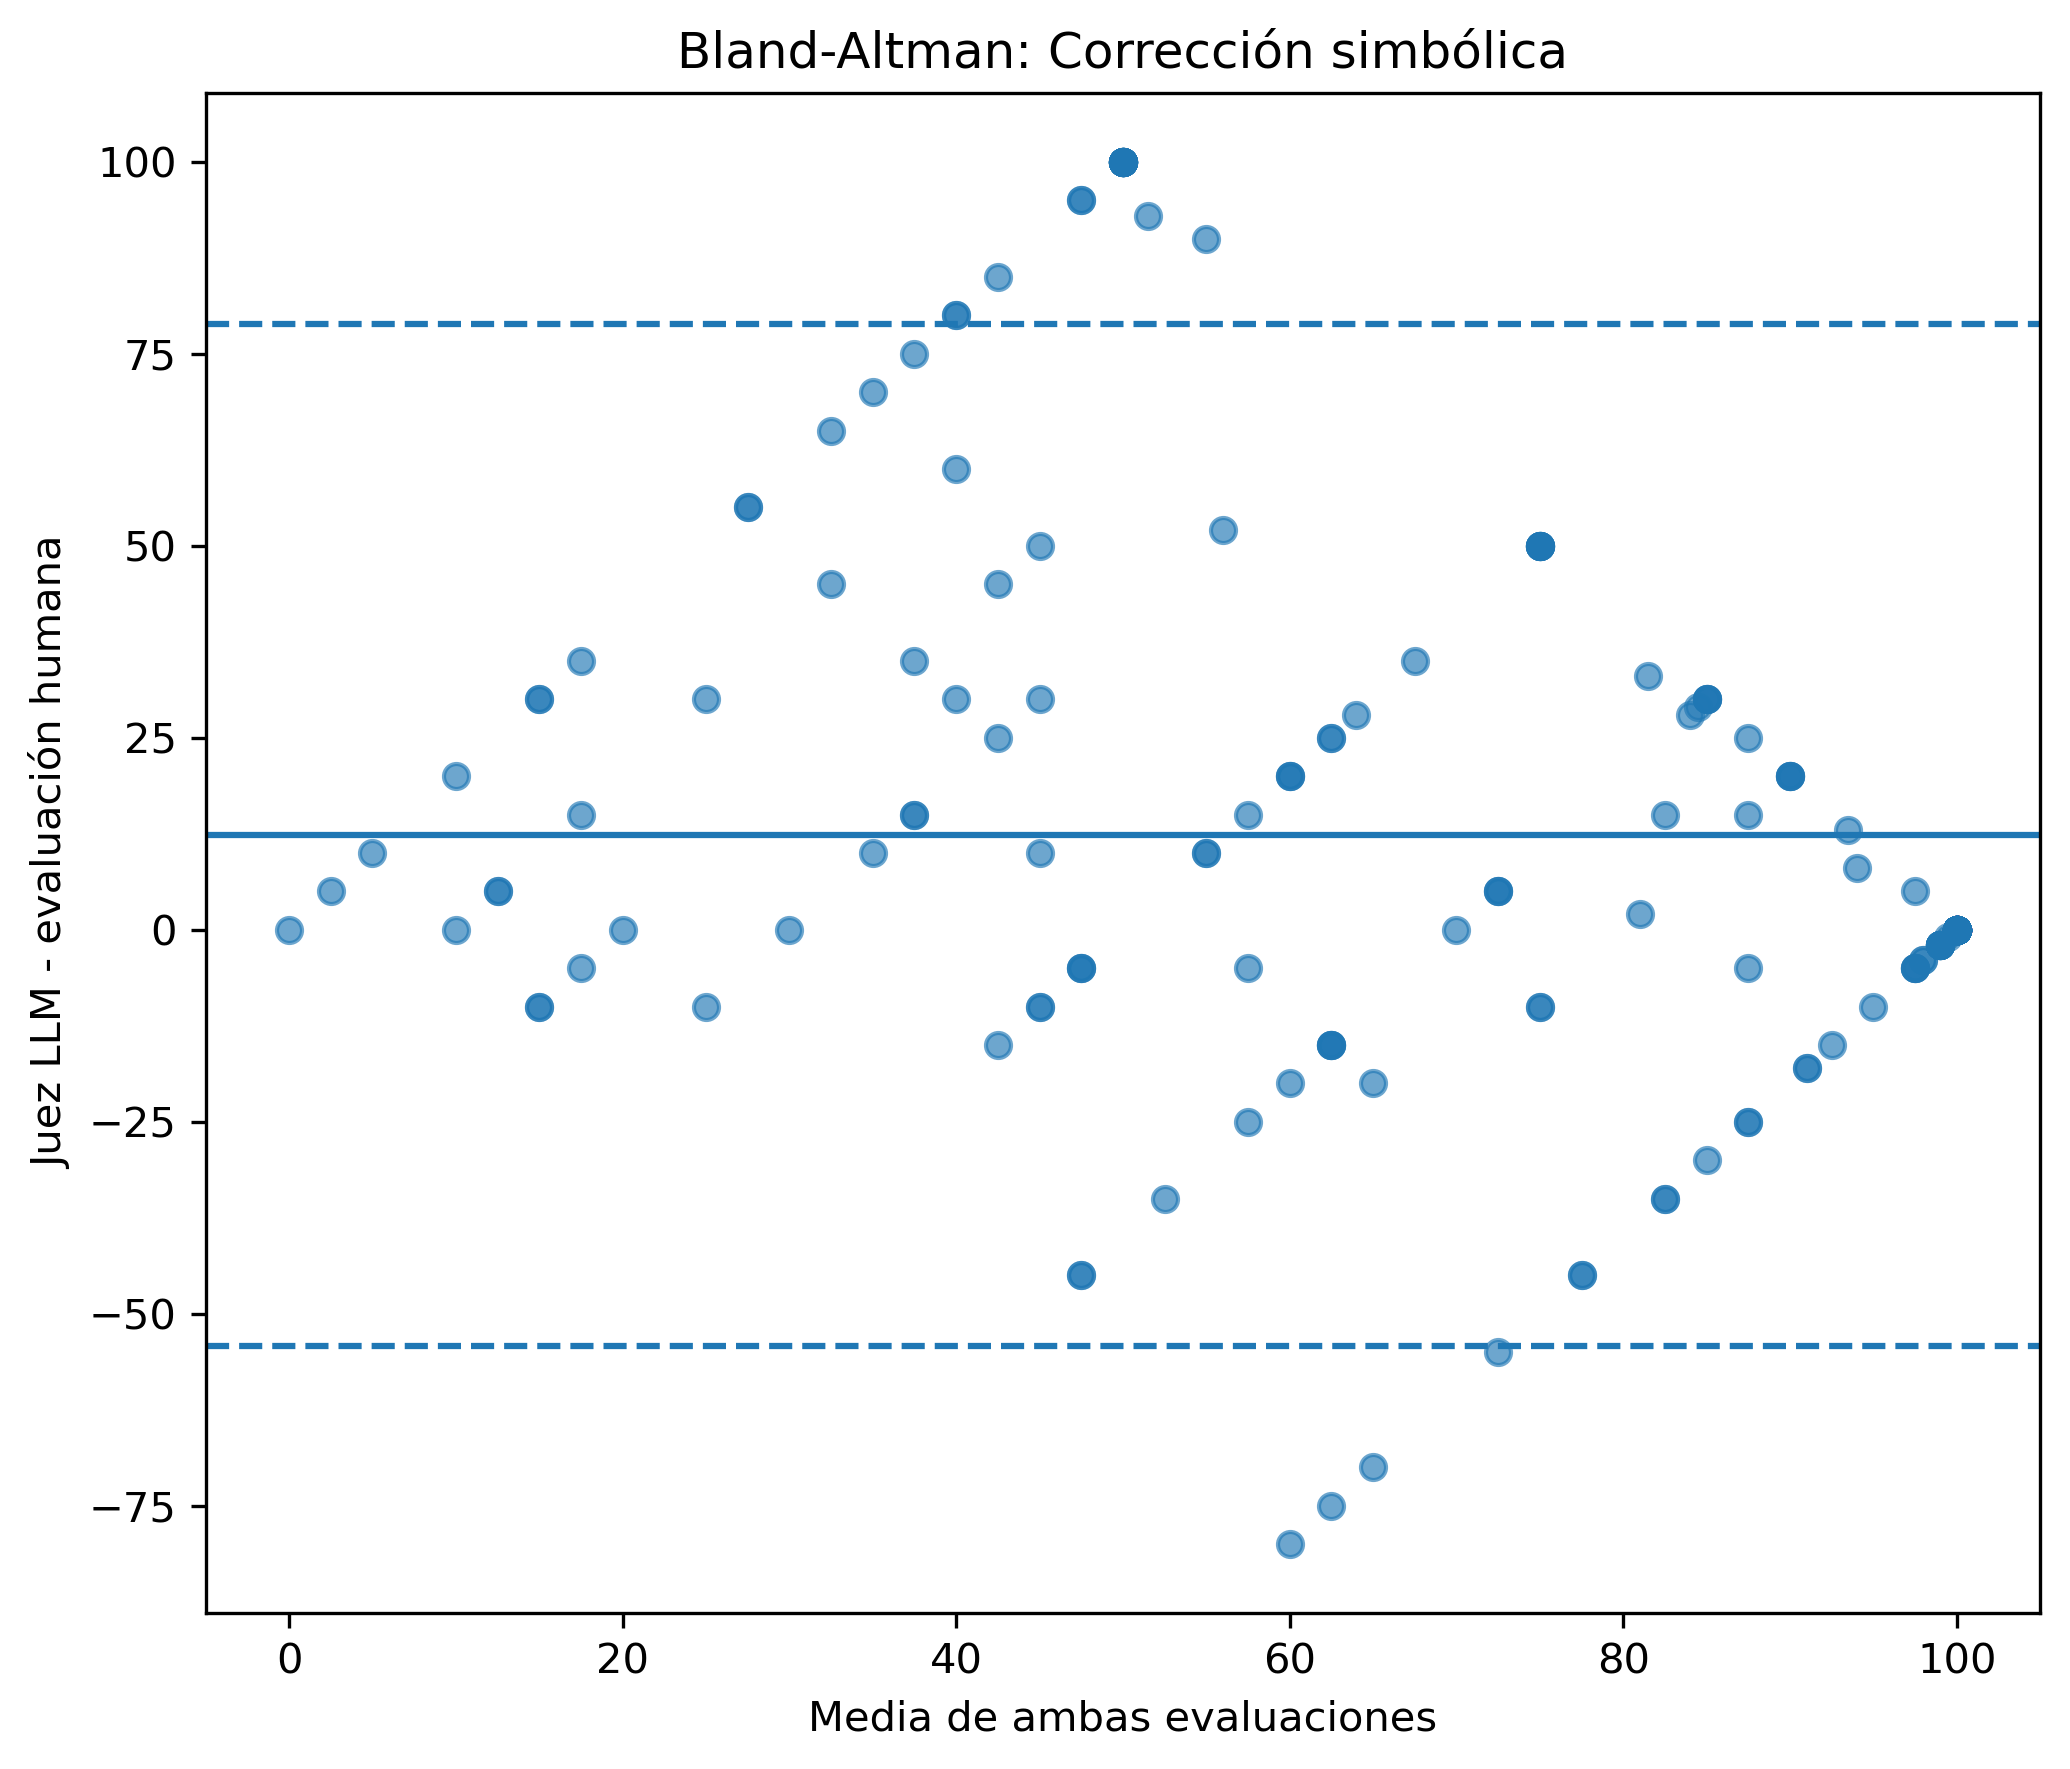 Bland-Altman: Corrección simbólica
Juez LLM - evaluación humana
100
75
50
25
0
−25
−50
−75
0 20 40 60 80 100
Media de ambas evaluaciones